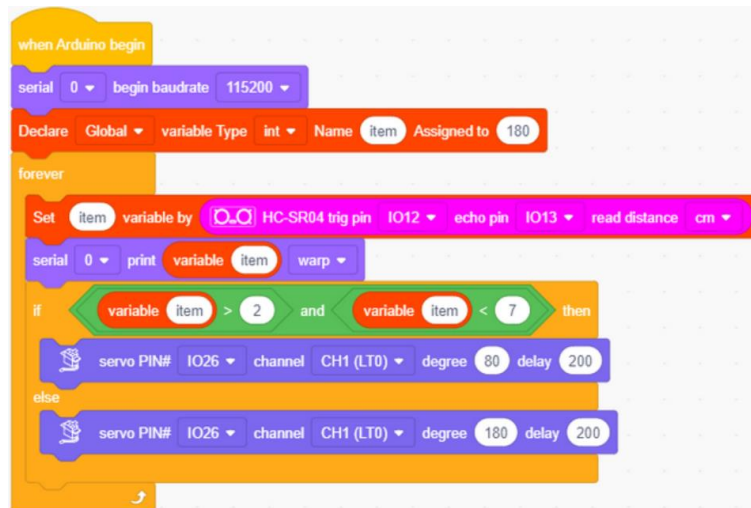 when Arduino begin
serial 0 begin baudrate 115200
Declare Global variable Type int Name item Assigned to 180
forever
Set item variable by HC-SR04 trig pin IO12 echo pin IO13 read distance cm
serial 0 print variable item warp
if variable item > 2 and variable item < 7 then
servo PIN# IO26 channel CH1 (LT0) degree 80 delay 200
else
servo PIN# IO26 channel CH1 (LT0) degree 180 delay 200